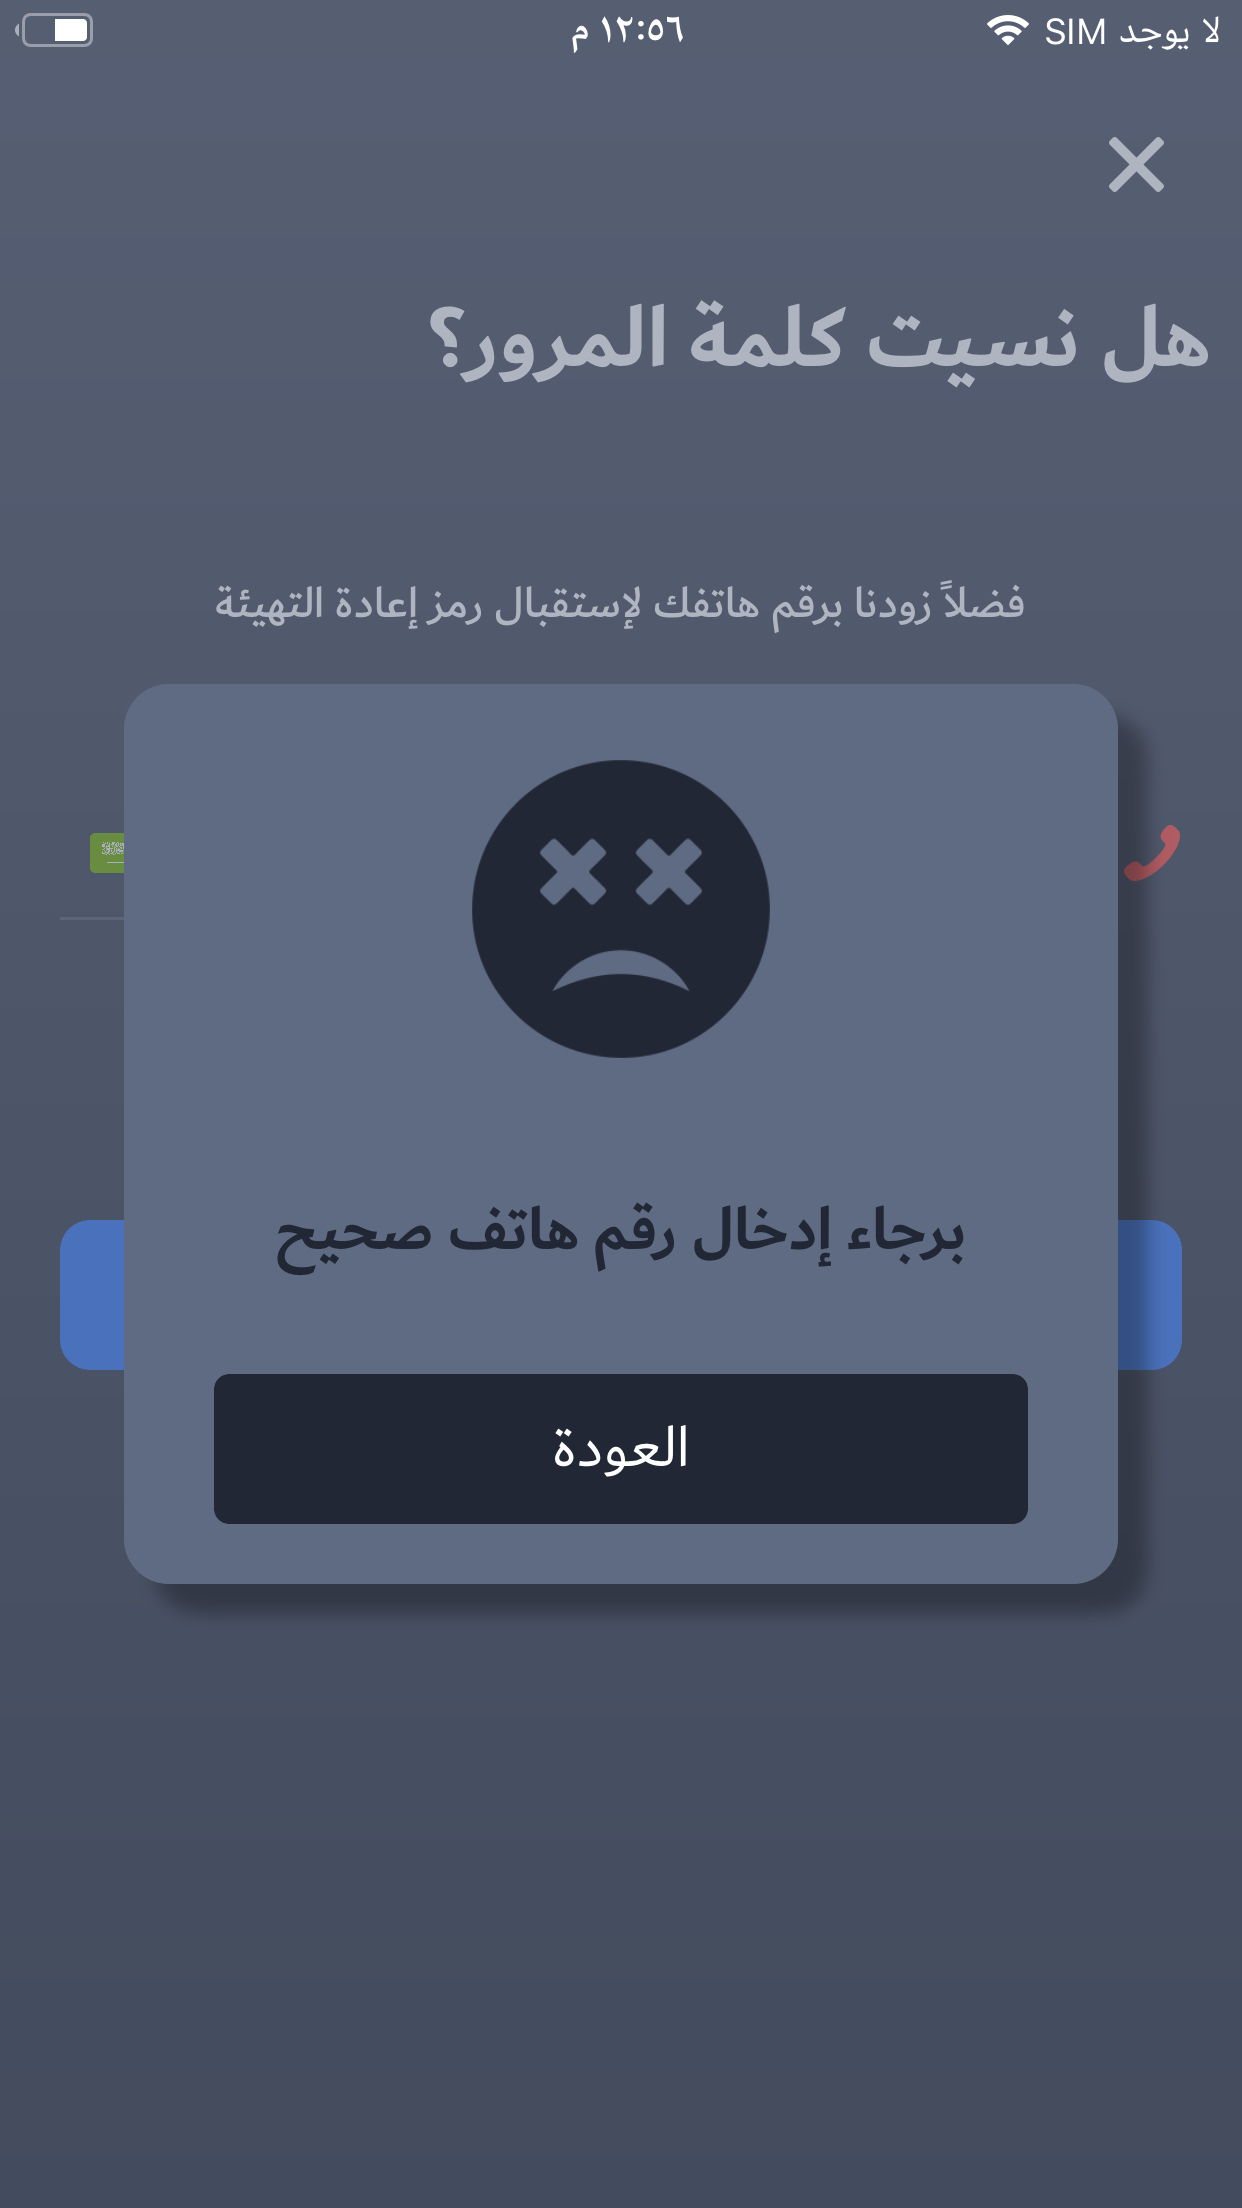 لا يوجد SIM
١٢:٥٦ م
هل نسيت كلمة المرور؟
فضلاً زودنا برقم هاتفك لإستقبال رمز إعادة التهيئة
برجاء إدخال رقم هاتف صحيح
العودة